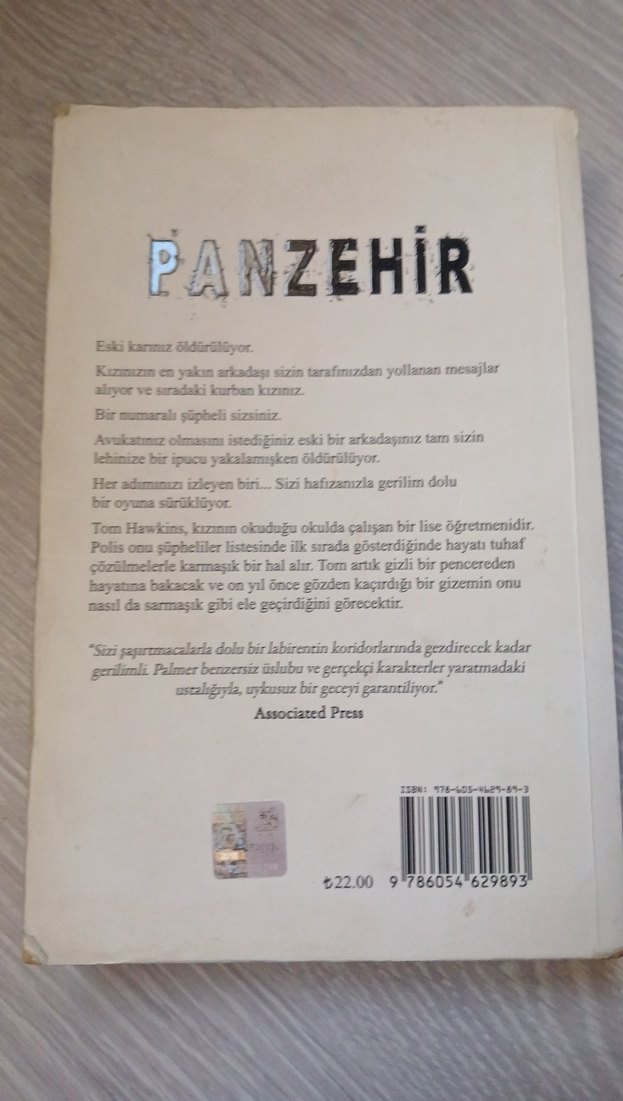 PANZEHİR
Eski karınız öldürülüyor.
Kızınızın en yakın arkadaşı sizin tarafınızdan yollanan mesajlar
alıyor ve sıradaki kurban kızınız.
Bir numaralı şüpheli sizsiniz.
Avukatınız olmasını istediğiniz eski bir arkadaşınız tam sizin
lehinize bir ipucu yakalamışken öldürülüyor.
Her adımınızı izleyen biri... Sizi hafızanızla gerilim dolu
bir oyuna sürüklüyor.
Tom Hawkins, kızının okuduğu okulda çalışan bir lise öğretmenidir.
Polis onu şüpheliler listesinde ilk sırada gösterdiğinde hayatı tuhaf
çözülmelerle karmaşık bir hal alır. Tom artık gizli bir pencereden
hayatına bakacak ve on yıl önce gözden kaçırdığı bir gizemin onu
nasıl da sarmaşık gibi ele geçirdiğini görecektir.
"Sizi şaşırtmacalarla dolu bir labirentin koridorlarında gezdirecek kadar
gerilimli. Palmer benzersiz üslubu ve gerçekçi karakterler yaratmadaki
ustalığıyla, uykusuz bir geceyi garantiliyor."
Associated Press
ISBN: 978-605-4629-89-3
₺22.00
9 786054 629893